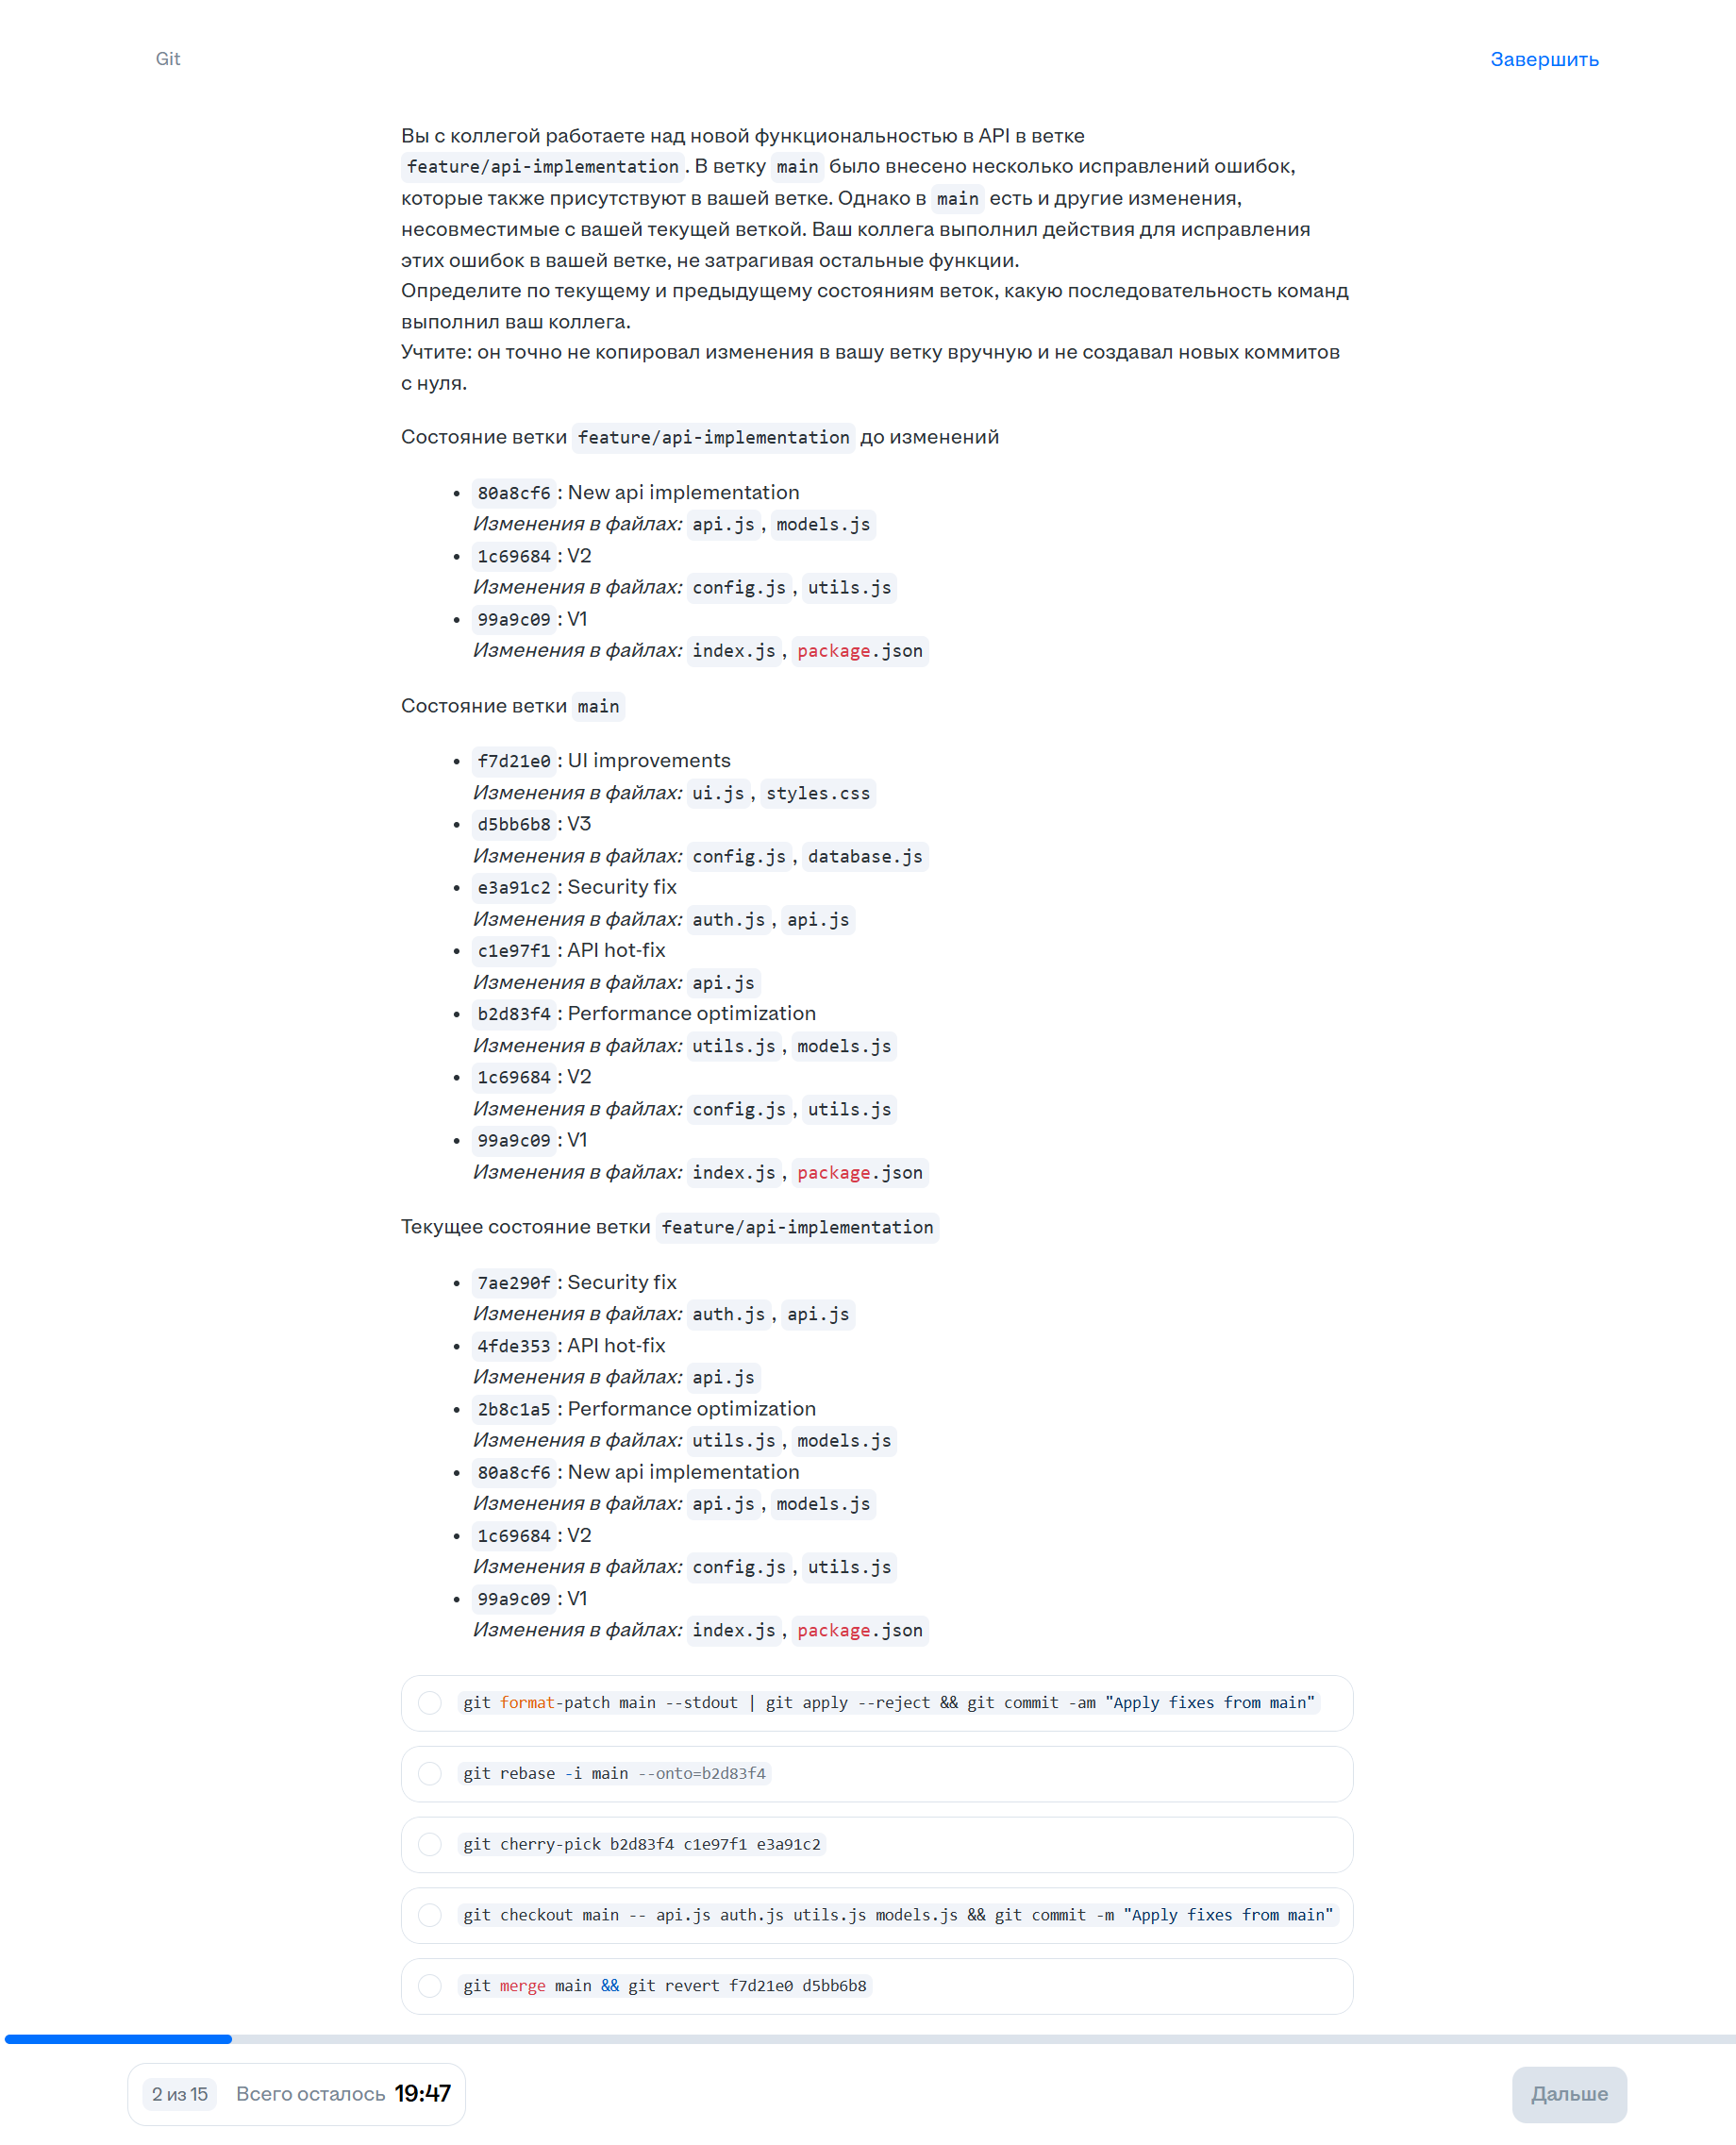 Git
Завершить
Вы с коллегой работаете над новой функциональностью в API в ветке
feature/api-implementation. В ветку main было внесено несколько исправлений ошибок,
которые также присутствуют в вашей ветке. Однако в main есть и другие изменения,
несовместимые с вашей текущей веткой. Ваш коллега выполнил действия для исправления
этих ошибок в вашей ветке, не затрагивая остальные функции.
Определите по текущему и предыдущему состояниям веток, какую последовательность команд
выполнил ваш коллега.
Учтите: он точно не копировал изменения в вашу ветку вручную и не создавал новых коммитов
с нуля.
Состояние ветки feature/api-implementation до изменений
• 80a8cf6: New api implementation
Изменения в файлах: api.js, models.js
• 1c69684: V2
Изменения в файлах: config.js, utils.js
• 99a9c09: V1
Изменения в файлах: index.js, package.json
Состояние ветки main
• f7d21e0: UI improvements
Изменения в файлах: ui.js, styles.css
• d5bb6b8: V3
Изменения в файлах: config.js, database.js
• e3a91c2: Security fix
Изменения в файлах: auth.js, api.js
• c1e97f1: API hot-fix
Изменения в файлах: api.js
• b2d83f4: Performance optimization
Изменения в файлах: utils.js, models.js
• 1c69684: V2
Изменения в файлах: config.js, utils.js
• 99a9c09: V1
Изменения в файлах: index.js, package.json
Текущее состояние ветки feature/api-implementation
• 7ae290f: Security fix
Изменения в файлах: auth.js, api.js
• 4fde353: API hot-fix
Изменения в файлах: api.js
• 2b8c1a5: Performance optimization
Изменения в файлах: utils.js, models.js
• 80a8cf6: New api implementation
Изменения в файлах: api.js, models.js
• 1c69684: V2
Изменения в файлах: config.js, utils.js
• 99a9c09: V1
Изменения в файлах: index.js, package.json
git format-patch main --stdout | git apply --reject && git commit -am "Apply fixes from main"
git rebase -i main --onto=b2d83f4
git cherry-pick b2d83f4 c1e97f1 e3a91c2
git checkout main -- api.js auth.js utils.js models.js && git commit -m "Apply fixes from main"
git merge main && git revert f7d21e0 d5bb6b8
2 из 15
Всего осталось 19:47
Дальше